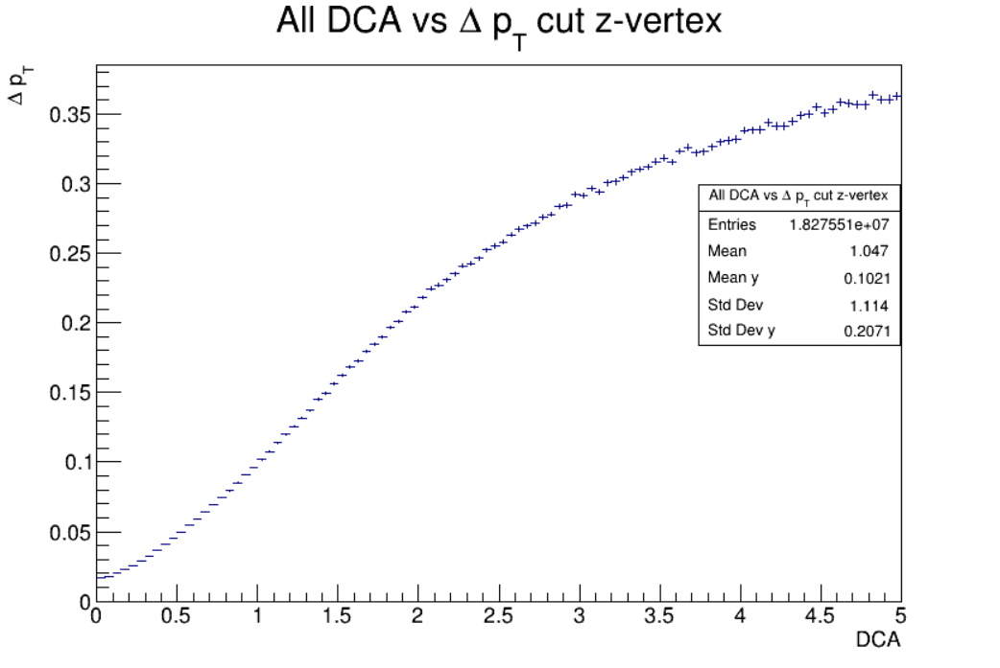 All DCA vs Δ p_T cut z-vertex
Δ p_T
0.35
0.3
0.25
0.2
0.15
0.1
0.05
0
All DCA vs Δ p_T cut z-vertex
Entries 1.827551e+07
Mean 1.047
Mean y 0.1021
Std Dev 1.114
Std Dev y 0.2071
0 0.5 1 1.5 2 2.5 3 3.5 4 4.5 5
DCA